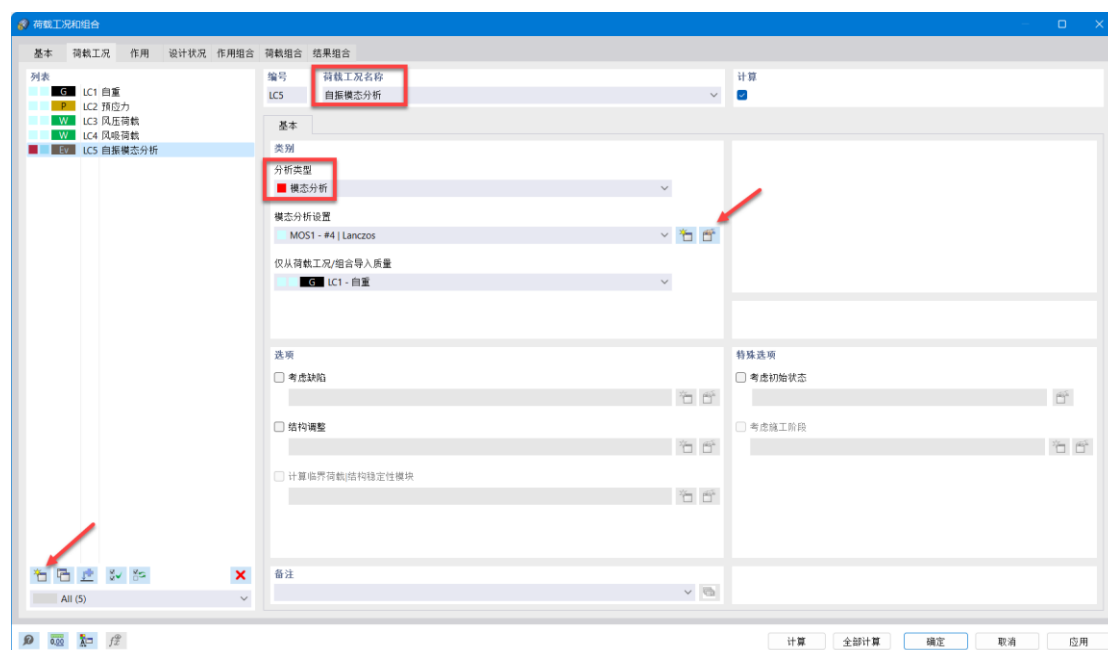 荷载工况和组合
基本 荷载工况 作用 设计状况 作用组合 荷载组合 结果组合
列表
G LC1 自重
P LC2 预应力
W LC3 风压荷载
W LC4 风吸荷载
Ev LC5 自振模态分析
编号 荷载工况名称
LC5 自振模态分析
计算
基本
类别
分析类型
模态分析
模态分析设置
MOS1 - #4 | Lanczos
仅从荷载工况/组合导入质量
G LC1 - 自重
选项
考虑缺陷
结构调整
计算临界荷载|结构稳定性模块
特殊选项
考虑初始状态
考虑施工阶段
备注
All (5)
0,00
计算 全部计算 确定 取消 应用